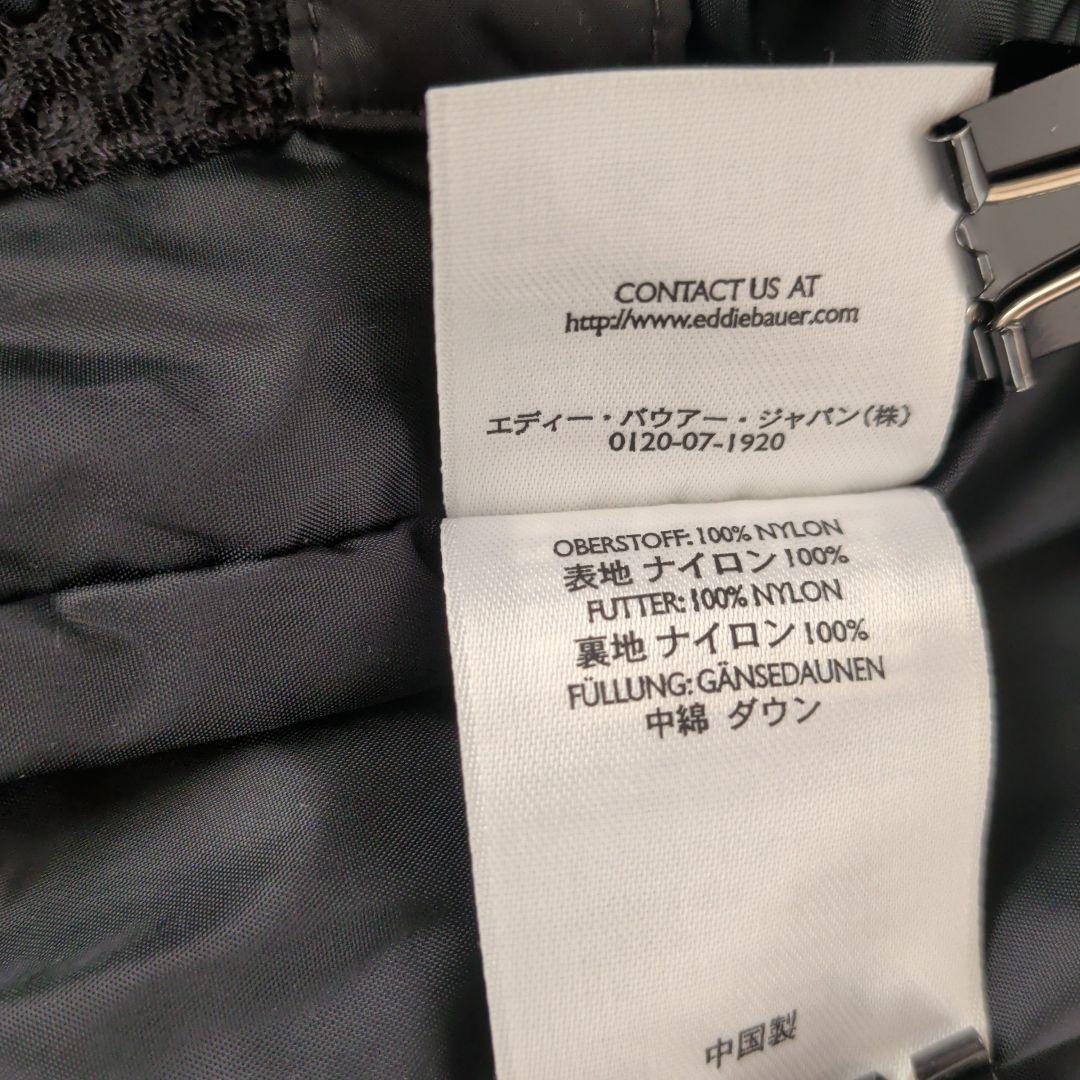 CONTACT US AT
http://www.eddiebauer.com
エディー・バウアー・ジャパン(株)
0120-07-1920
OBERSTOFF: 100% NYLON
表地 ナイロン 100%
FUTTER: 100% NYLON
裏地 ナイロン 100%
FÜLLUNG: GÄNSEDAUNEN
中綿 ダウン
中国製